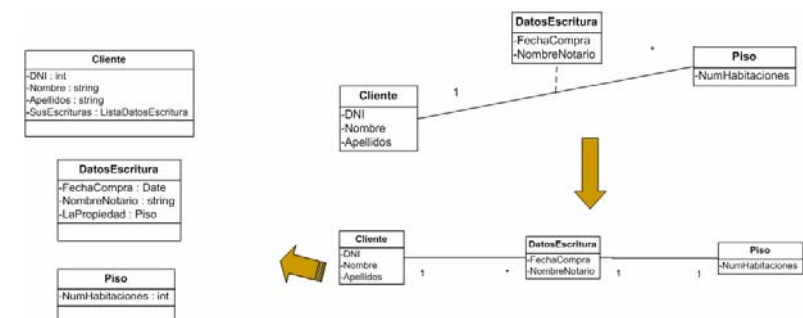 Cliente
-DNI : int
-Nombre : string
-Apellidos : string
-SusEscrituras : ListaDatosEscritura
DatosEscritura
-FechaCompra : Date
-NombreNotario : string
-LaPropiedad : Piso
Piso
-NumHabitaciones : int
DatosEscritura
-FechaCompra
-NombreNotario
*
Piso
-NumHabitaciones
1
Cliente
-DNI
-Nombre
-Apellidos
Cliente
-DNI
-Nombre
-Apellidos
1
*
DatosEscritura
-FechaCompra
-NombreNotario
1
1
Piso
-NumHabitaciones